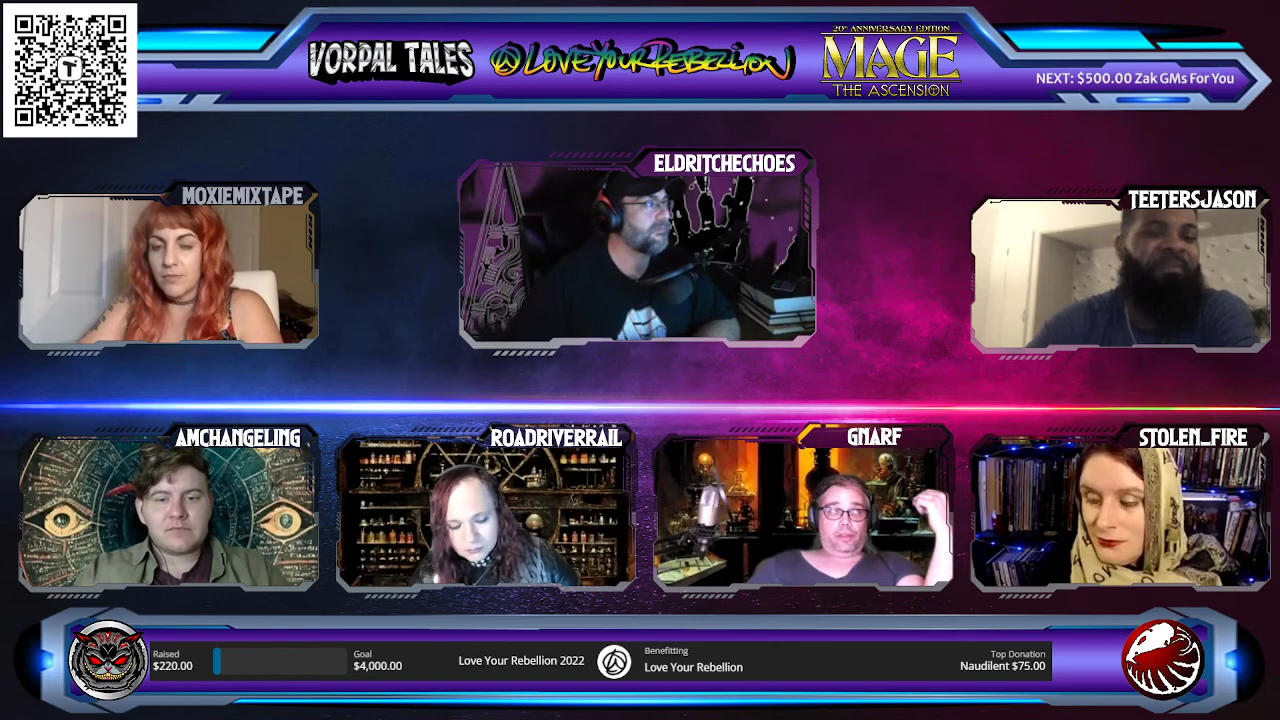 VORPAL TALES
LOVEYOURREBELLION
20th ANNIVERSARY EDITION
MAGE
THE ASCENSION
NEXT: $500.00 Zak GMs For You
MOXIEMIXTAPE
ELDRITCHECHOES
TEETERSJASON
AMCHANGELING
ROADRIVERRAIL
GNARF
STOLEN_FIRE
Raised
$220.00
Goal
$4,000.00
Love Your Rebellion 2022
Benefitting
Love Your Rebellion
Top Donation
Naudilent $75.00